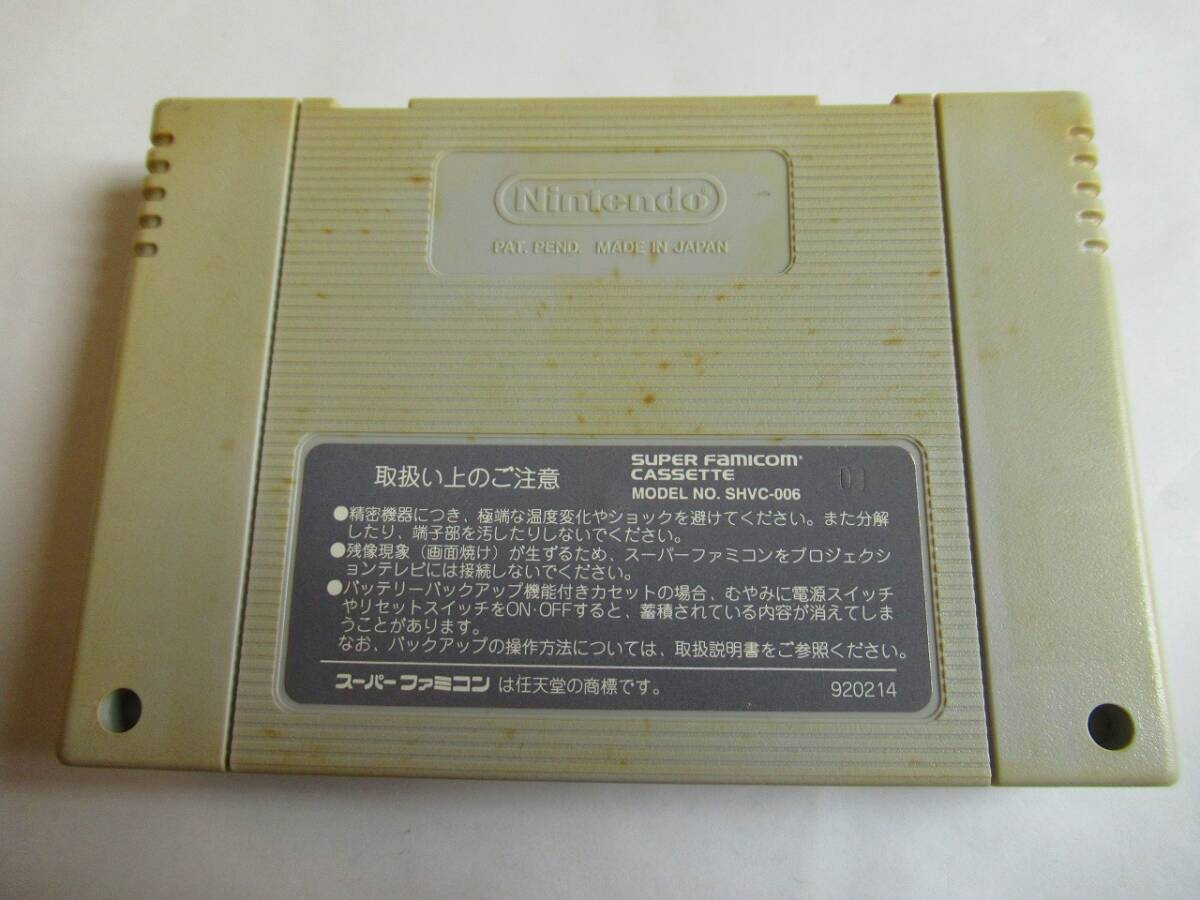 Nintendo®
PAT. PEND. MADE IN JAPAN
取扱い上のご注意
SUPER FAMICOM®
CASSETTE
MODEL NO. SHVC-006
01
●精密機器につき、極端な温度変化やショックを避けてください。また分解
したり、端子部を汚したりしないでください。
●残像現象(画面焼け)が生ずるため、スーパーファミコンをプロジェクシ
ョンテレビには接続しないでください。
●バッテリーバックアップ機能付きカセットの場合、むやみに電源スイッチ
やリセットスイッチをON·OFFすると、蓄積されている内容が消えてしま
うことがあります。
なお、バックアップの操作方法については、取扱説明書をご参照ください。
スーパーファミコンは任天堂の商標です。
920214